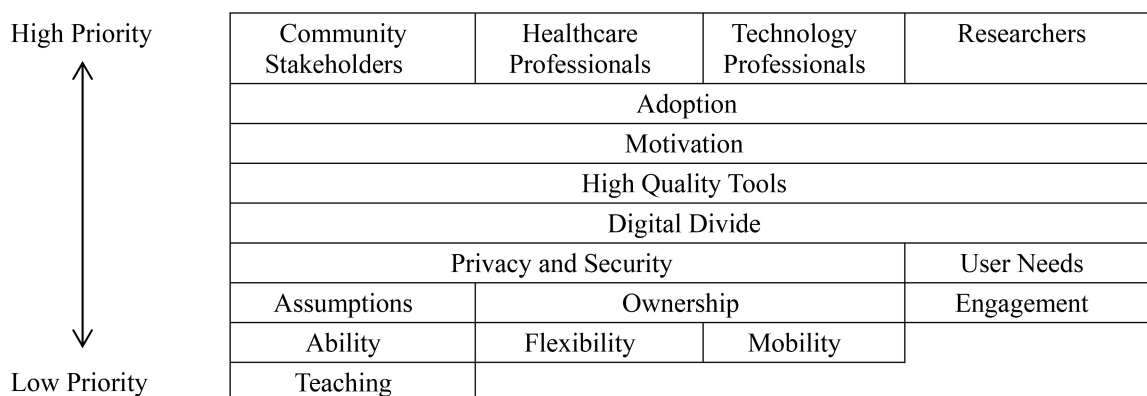 High Priority
Community Stakeholders
Healthcare Professionals
Technology Professionals
Researchers
Adoption
Motivation
High Quality Tools
Digital Divide
Privacy and Security
User Needs
Assumptions
Ownership
Engagement
Ability
Flexibility
Mobility
Low Priority
Teaching